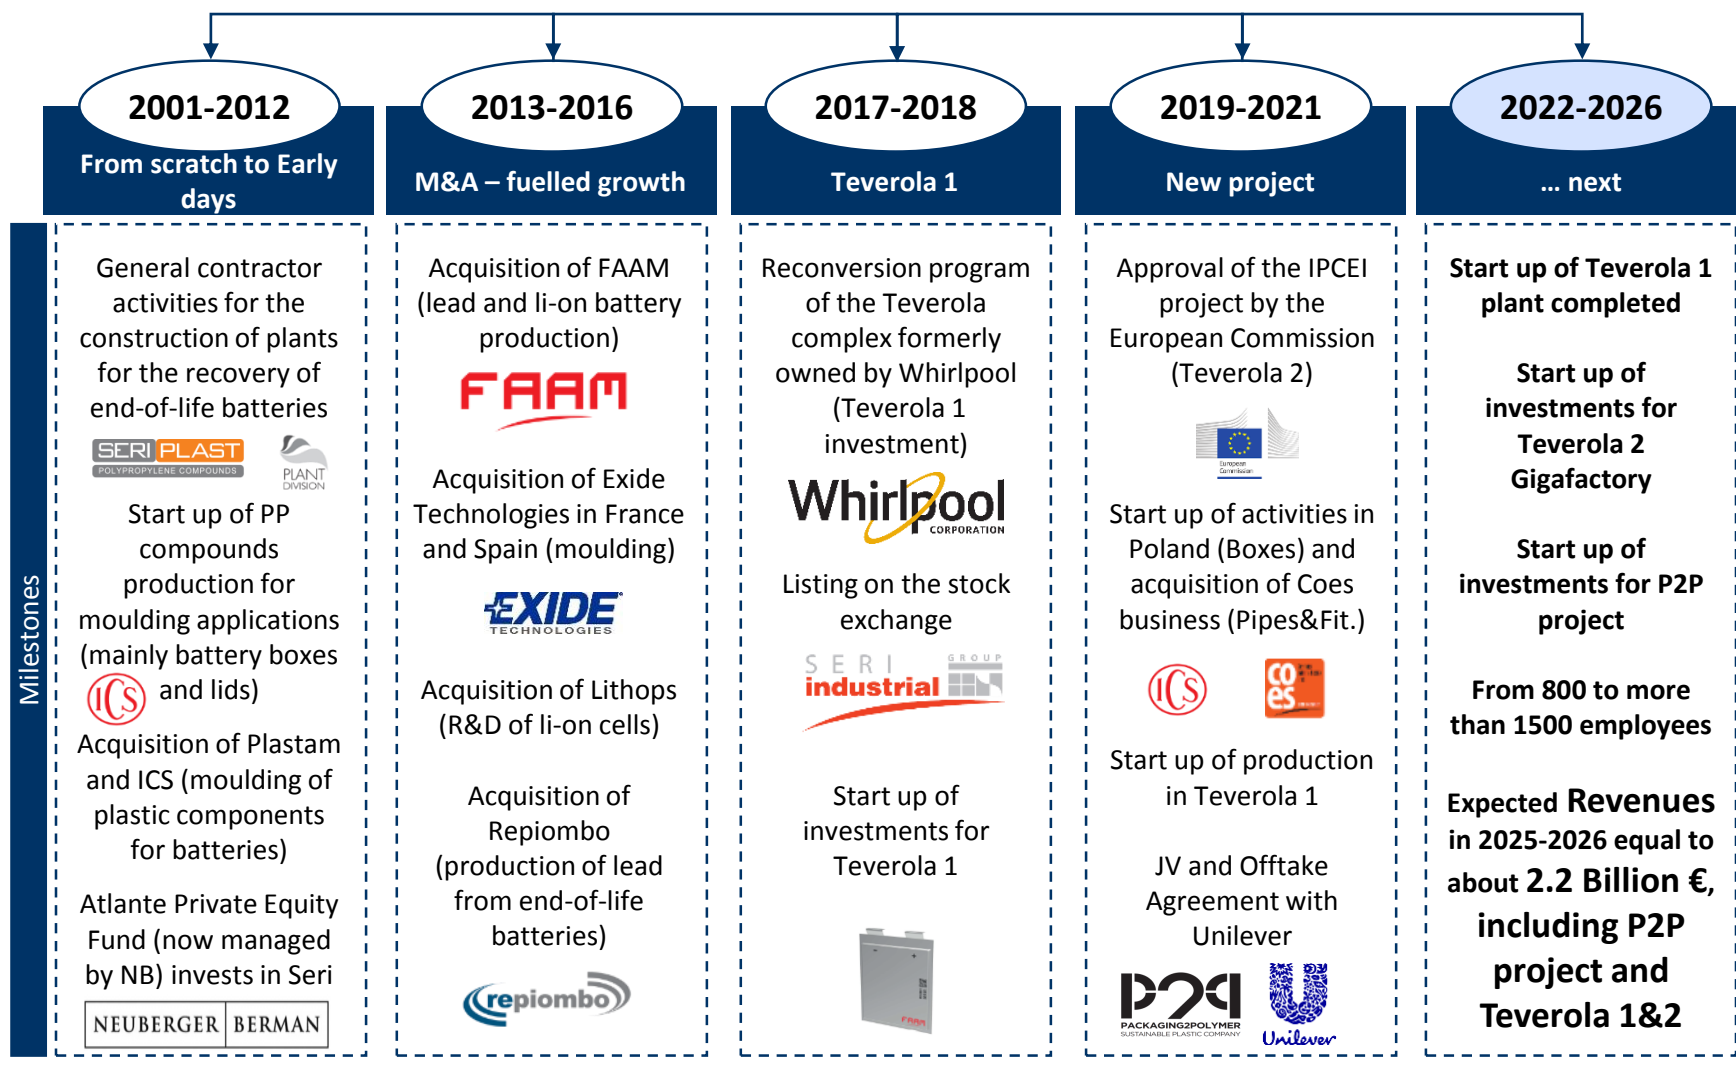 2001-2012
From scratch to Early
days
2013-2016
M&A – fuelled growth
2017-2018
Teverola 1
2019-2021
New project
2022-2026
... next
Milestones
General contractor
activities for the
construction of plants
for the recovery of
end-of-life batteries
SERI PLAST
POLYPROPYLENE COMPOUNDS
PLANT
DIVISION
Start up of PP
compounds
production for
moulding applications
(mainly battery boxes
and lids)
ICS
Acquisition of Plastam
and ICS (moulding of
plastic components
for batteries)
Atlante Private Equity
Fund (now managed
by NB) invests in Seri
NEUBERGER BERMAN
Acquisition of FAAM
(lead and li-on battery
production)
FAAM
Acquisition of Exide
Technologies in France
and Spain (moulding)
EXIDE
TECHNOLOGIES
Acquisition of Lithops
(R&D of li-on cells)
Acquisition of
Repiombo
(production of lead
from end-of-life
batteries)
repiombo
Reconversion program
of the Teverola
complex formerly
owned by Whirlpool
(Teverola 1
investment)
Whirlpool
CORPORATION
Listing on the stock
exchange
SERI GROUP
industrial
Start up of
investments for
Teverola 1
FAAM
Approval of the IPCEI
project by the
European Commission
(Teverola 2)
European
Commission
Start up of activities in
Poland (Boxes) and
acquisition of Coes
business (Pipes&Fit.)
ICS
coes
Start up of production
in Teverola 1
JV and Offtake
Agreement with
Unilever
P2P
PACKAGING2POLYMER
SUSTAINABLE PLASTIC COMPANY
Unilever
Start up of Teverola 1
plant completed
Start up of
investments for
Teverola 2
Gigafactory
Start up of
investments for P2P
project
From 800 to more
than 1500 employees
Expected Revenues
in 2025-2026 equal to
about 2.2 Billion €,
including P2P
project and
Teverola 1&2